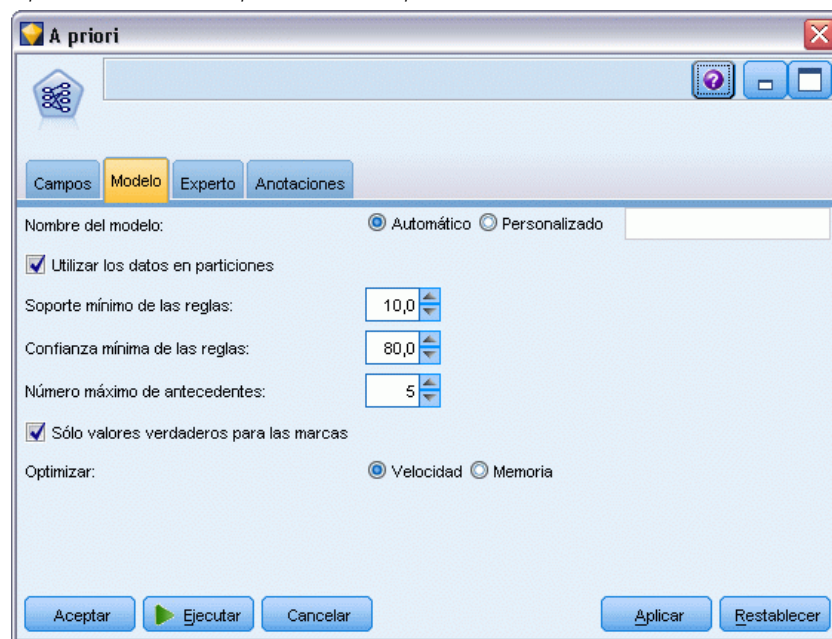 A priori
Campos Modelo Experto Anotaciones
Nombre del modelo: Automático Personalizado
Utilizar los datos en particiones
Soporte mínimo de las reglas: 10,0
Confianza mínima de las reglas: 80,0
Número máximo de antecedentes: 5
Sólo valores verdaderos para las marcas
Optimizar: Velocidad Memoria
Aceptar Ejecutar Cancelar Aplicar Restablecer